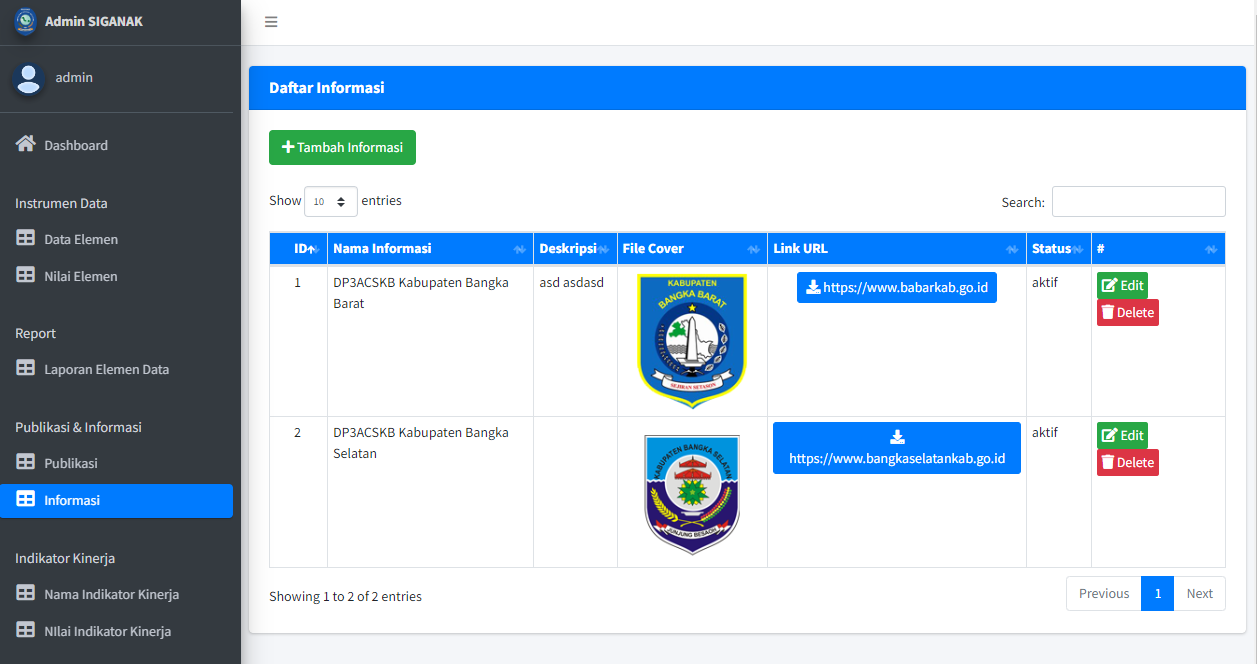 Admin SIGANAK
admin
Dashboard
Instrumen Data
Data Elemen
Nilai Elemen
Report
Laporan Elemen Data
Publikasi & Informasi
Publikasi
Informasi
Indikator Kinerja
Nama Indikator Kinerja
NIlai Indikator Kinerja
Daftar Informasi
Tambah Informasi
Show 10 entries
Search:
ID Nama Informasi Deskripsi File Cover Link URL Status #
1 DP3ACSKB Kabupaten Bangka asd asdasd https://www.babarkab.go.id aktif Edit
Barat Delete
KABUPATEN
BANGKA BARAT
SEJIRAN SETASON
2 DP3ACSKB Kabupaten Bangka aktif Edit
Selatan https://www.bangkaselatankab.go.id Delete
KABUPATEN BANGKA SELATAN
JUNJUNG BESAOH
Showing 1 to 2 of 2 entries
Previous 1 Next